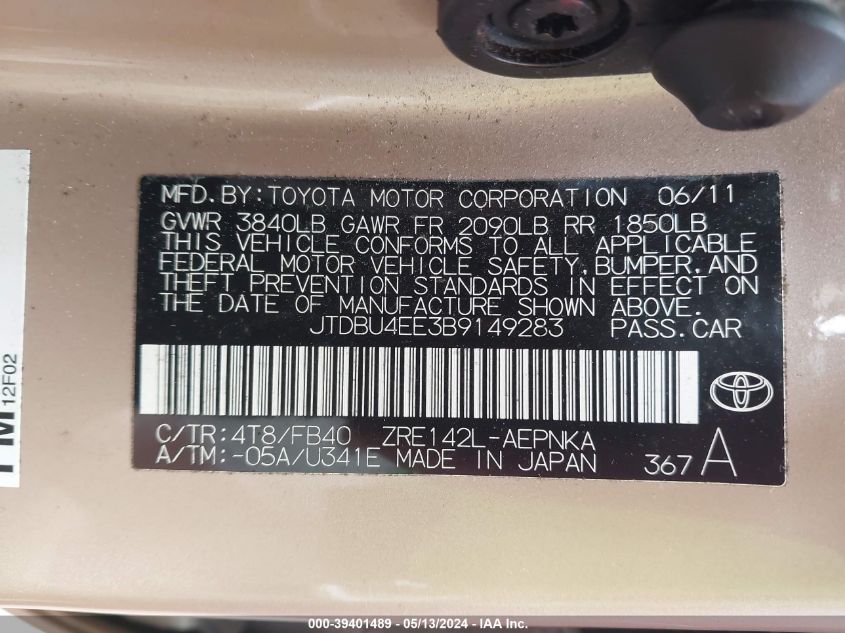 MFD.BY:TOYOTA MOTOR CORPORATION 06/11
GVWR 3840LB GAWR FR 2090LB RR 1850LB
THIS VEHICLE CONFORMS TO ALL APPLICABLE
FEDERAL MOTOR VEHICLE SAFETY,BUMPER,AND
THEFT PREVENTION STANDARDS IN EFFECT ON
THE DATE OF MANUFACTURE SHOWN ABOVE.
JTDBU4EE3B9149283 PASS.CAR
C/TR:4T8/FB40 ZRE142L-AEPNKA
A/TM:-05A/U341E MADE IN JAPAN 367 A
12F02
000-39401489 - 05/13/2024 - IAA Inc.